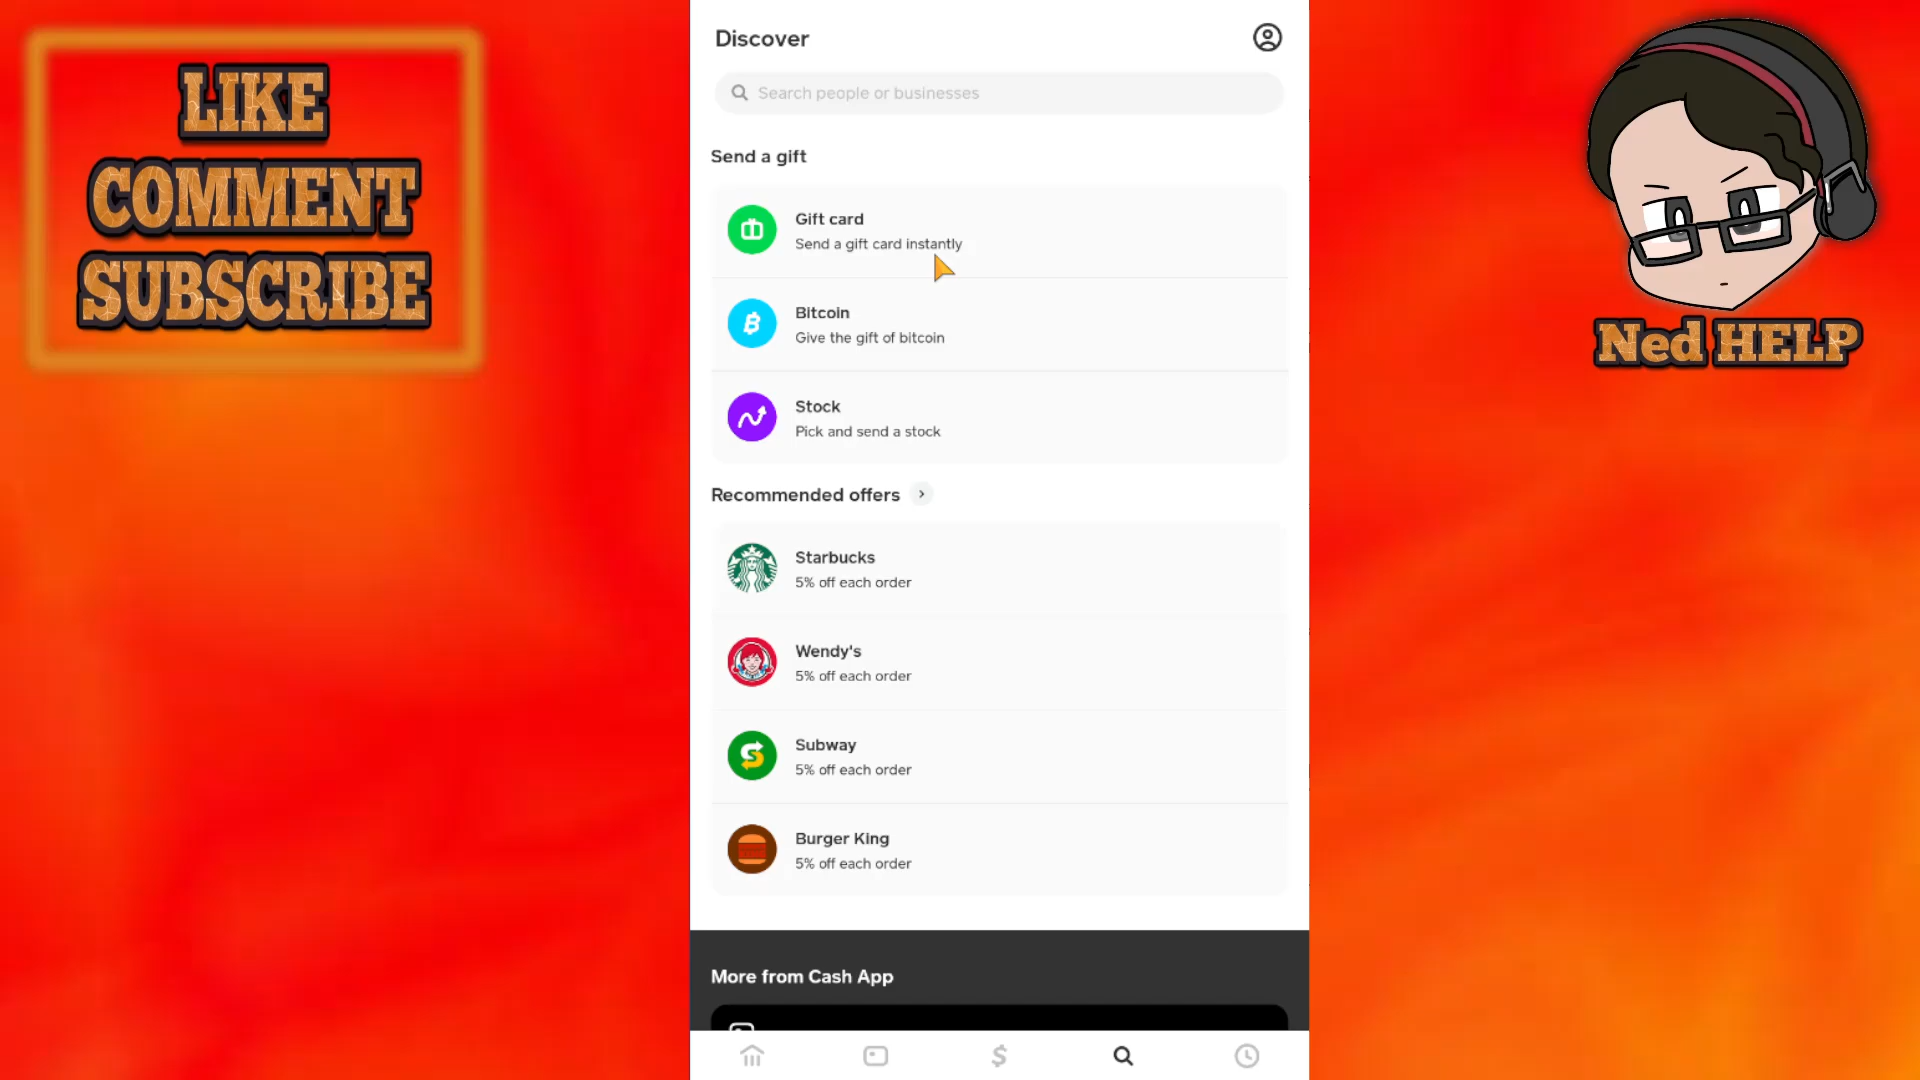 LIKE
COMMENT
SUBSCRIBE
Discover
Search people or businesses
Send a gift
Gift card
Send a gift card instantly
Bitcoin
Give the gift of bitcoin
Stock
Pick and send a stock
Recommended offers
Starbucks
5% off each order
Wendy's
5% off each order
Subway
5% off each order
Burger King
5% off each order
More from Cash App
Ned HELP